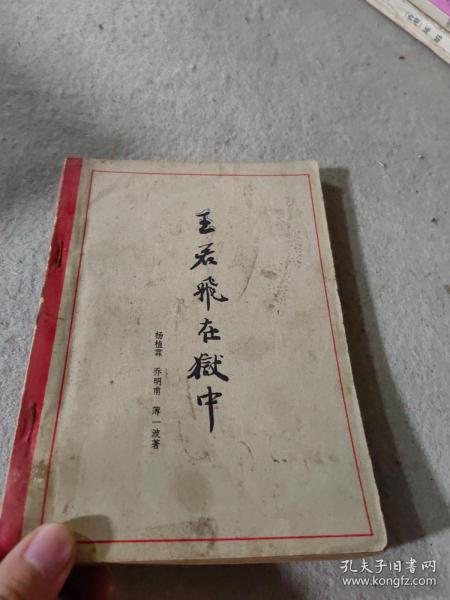 王若飛在獄中
杨植霖 乔明甫 薄一波著
孔夫子旧书网
www.kongfz.com